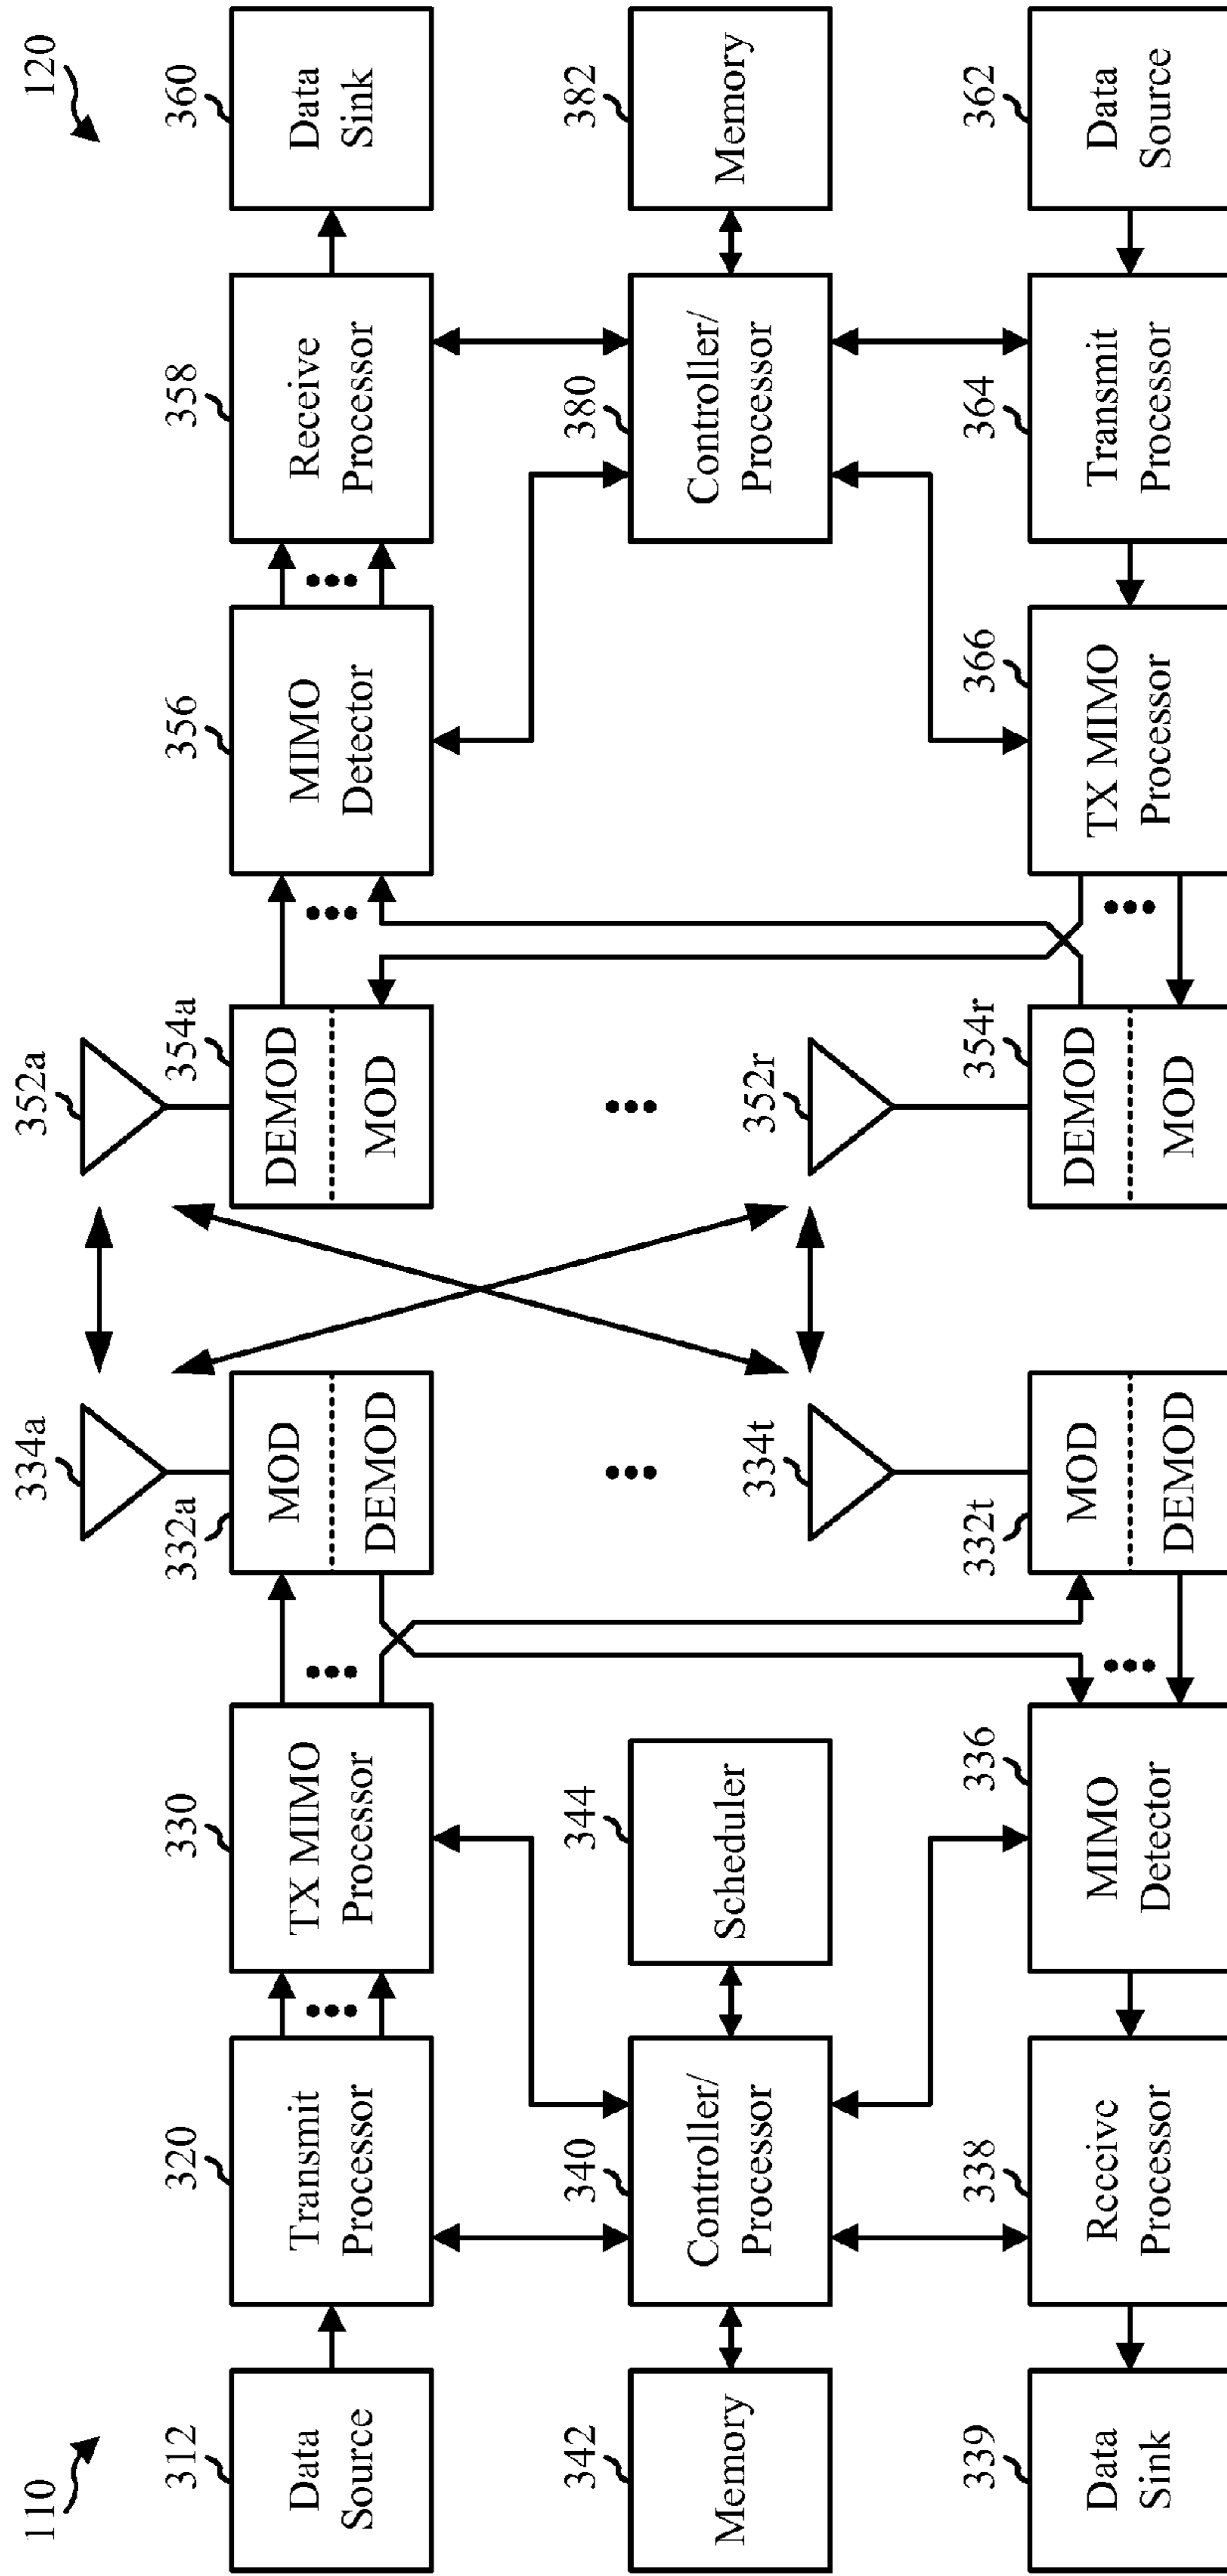 110
120
312
Data
Source
320
Transmit
Processor
330
TX MIMO
Processor
332a
MOD
DEMOD
334a
352a
354a
DEMOD
MOD
356
MIMO
Detector
358
Receive
Processor
360
Data
Sink
342
Memory
340
Controller/
Processor
344
Scheduler
380
Controller/
Processor
382
Memory
339
Data
Sink
338
Receive
Processor
336
MIMO
Detector
332t
MOD
DEMOD
334t
352r
354r
DEMOD
MOD
366
TX MIMO
Processor
364
Transmit
Processor
362
Data
Source